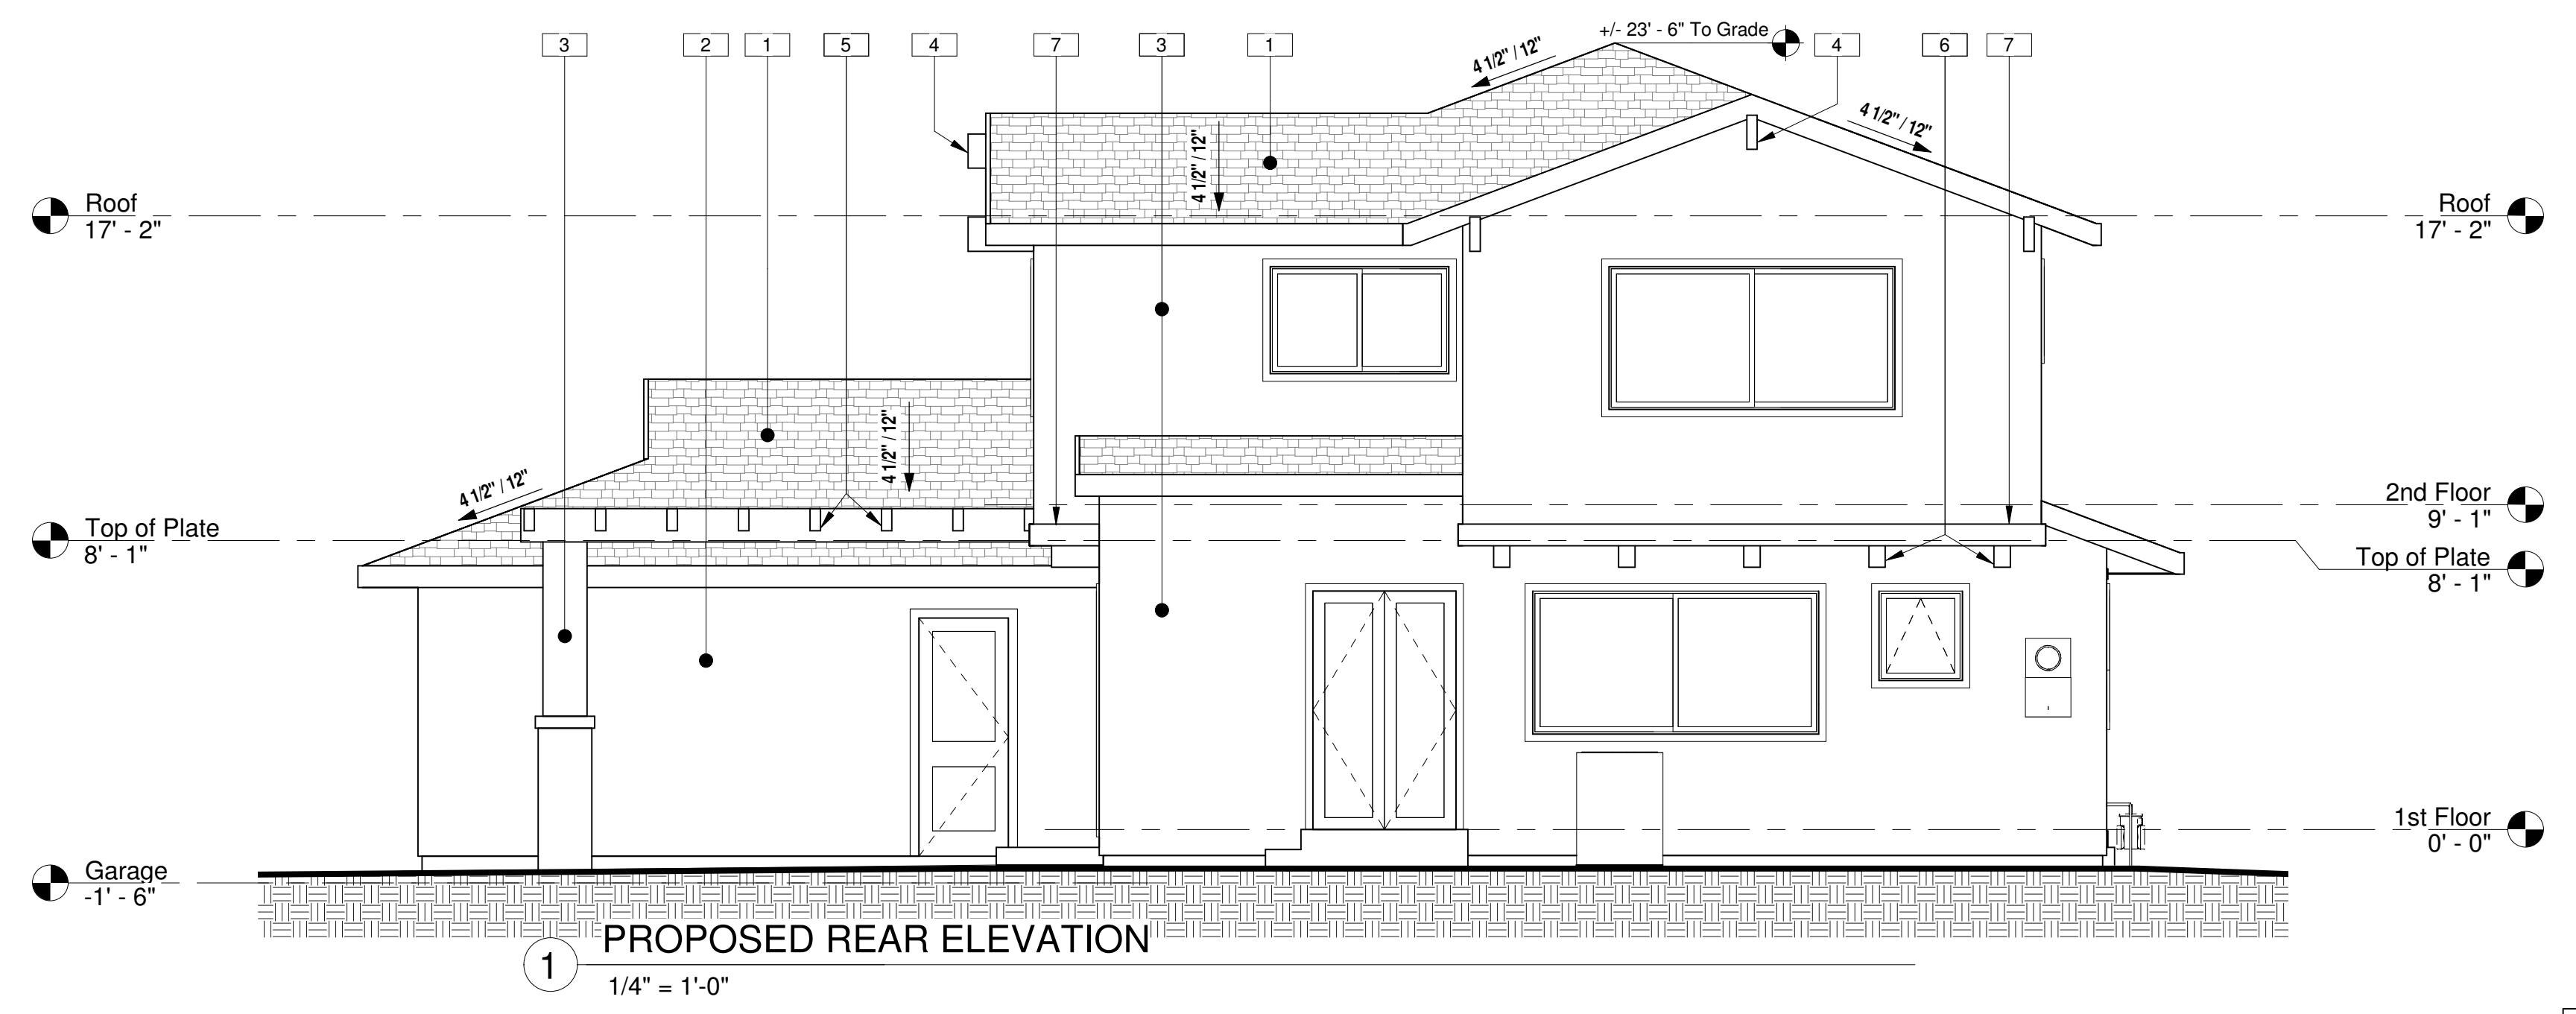 3
2
1
5
4
7
3
1
+/- 23' - 6" To Grade
4
6
7
4 1/2" / 12"
4 1/2" / 12"
4 1/2" / 12"
Roof
17' - 2"
Roof
17' - 2"
4 1/2" / 12"
4 1/2" / 12"
2nd Floor
9' - 1"
Top of Plate
8' - 1"
Top of Plate
8' - 1"
1st Floor
0' - 0"
Garage
-1' - 6"
1
PROPOSED REAR ELEVATION
1/4" = 1'-0"